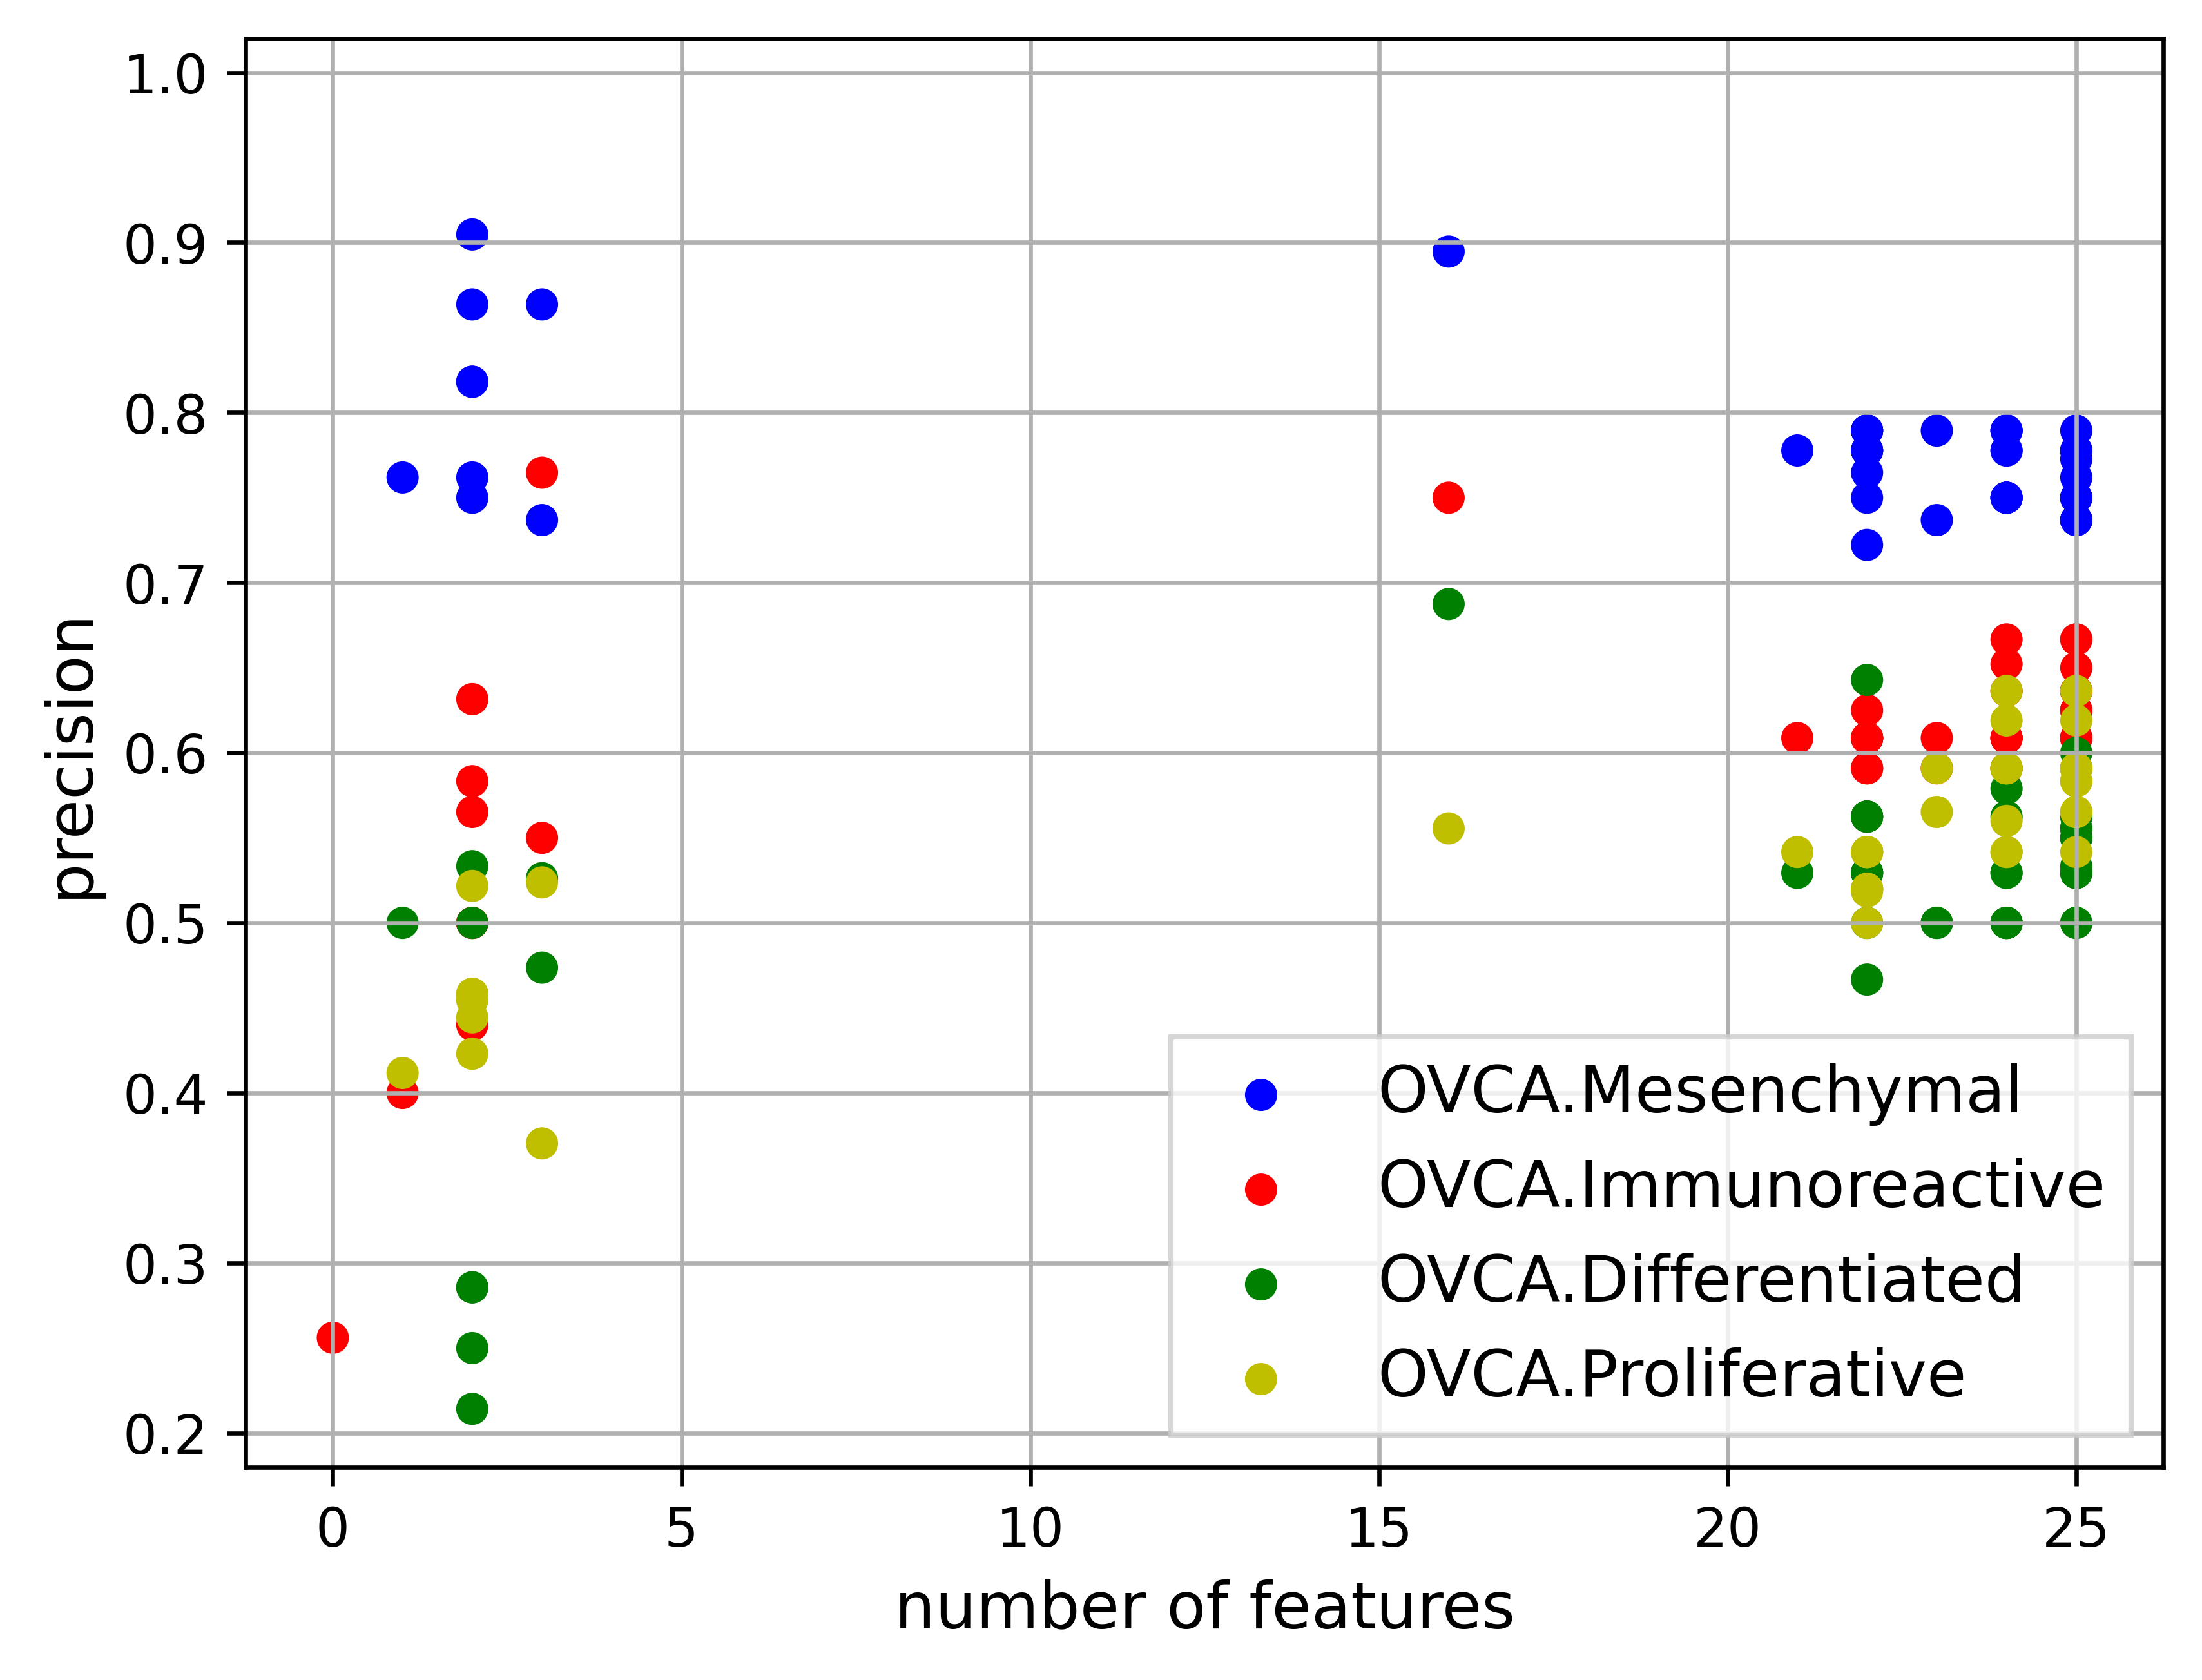 1.0
0.9
0.8
0.7
0.6
0.5
0.4
0.3
0.2
precision
OVCA.Mesenchymal
OVCA.Immunoreactive
OVCA.Differentiated
OVCA.Proliferative
0 5 10 15 20 25
number of features